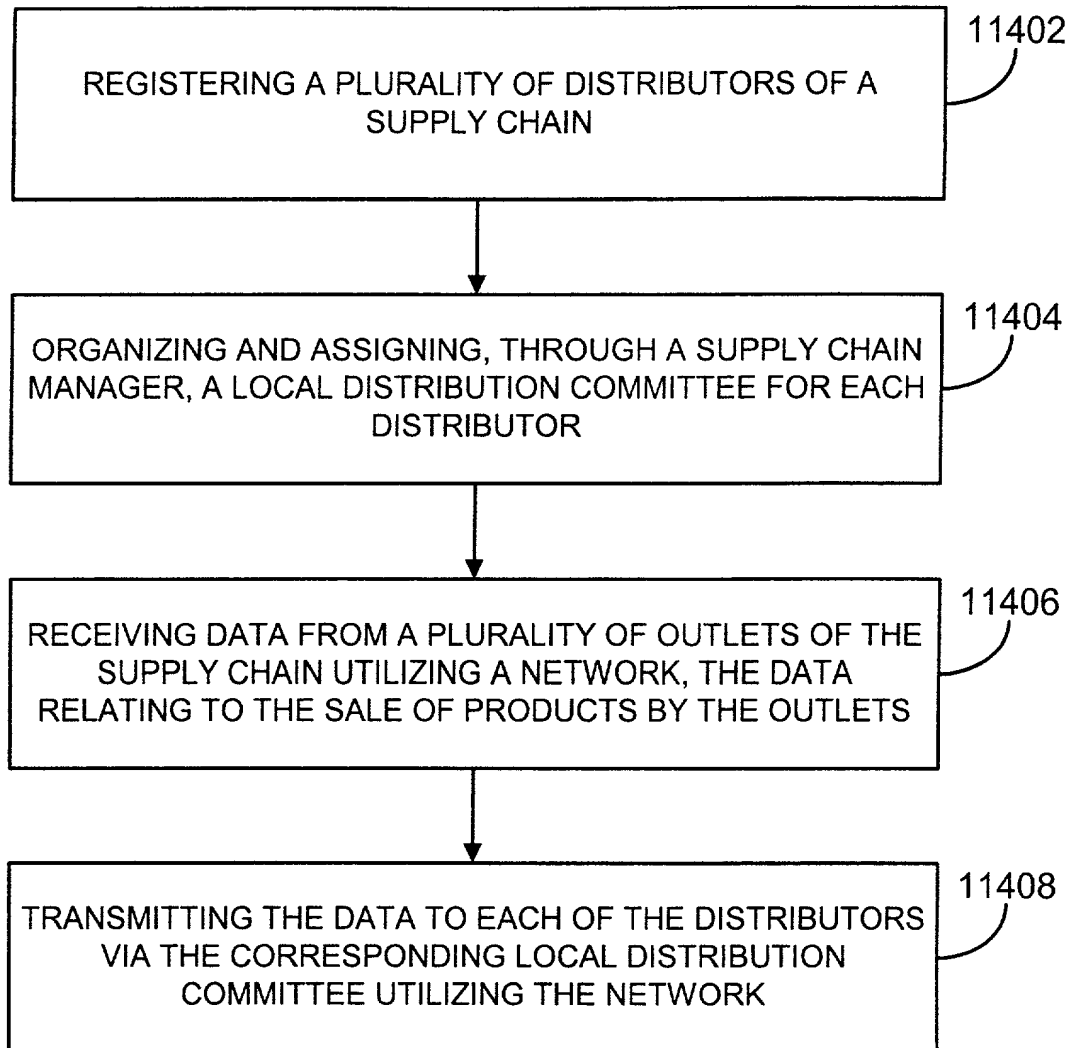 11402
REGISTERING A PLURALITY OF DISTRIBUTORS OF A
SUPPLY CHAIN
11404
ORGANIZING AND ASSIGNING, THROUGH A SUPPLY CHAIN
MANAGER, A LOCAL DISTRIBUTION COMMITTEE FOR EACH
DISTRIBUTOR
11406
RECEIVING DATA FROM A PLURALITY OF OUTLETS OF THE
SUPPLY CHAIN UTILIZING A NETWORK, THE DATA
RELATING TO THE SALE OF PRODUCTS BY THE OUTLETS
11408
TRANSMITTING THE DATA TO EACH OF THE DISTRIBUTORS
VIA THE CORRESPONDING LOCAL DISTRIBUTION
COMMITTEE UTILIZING THE NETWORK